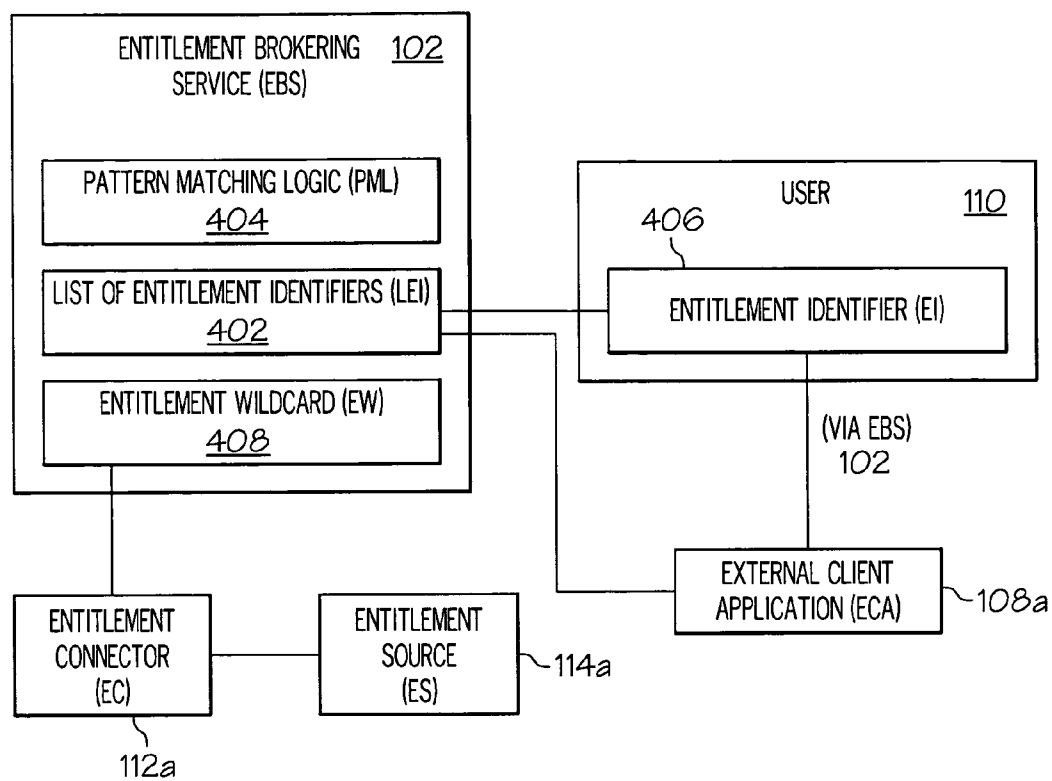 ENTITLEMENT BROKERING 102
SERVICE (EBS)
PATTERN MATCHING LOGIC (PML)
404
LIST OF ENTITLEMENT IDENTIFIERS (LEI)
402
ENTITLEMENT WILDCARD (EW)
408
USER
110
406
ENTITLEMENT IDENTIFIER (EI)
(VIA EBS)
102
EXTERNAL CLIENT
APPLICATION (ECA)
108a
ENTITLEMENT
CONNECTOR
(EC)
112a
ENTITLEMENT
SOURCE
(ES)
114a